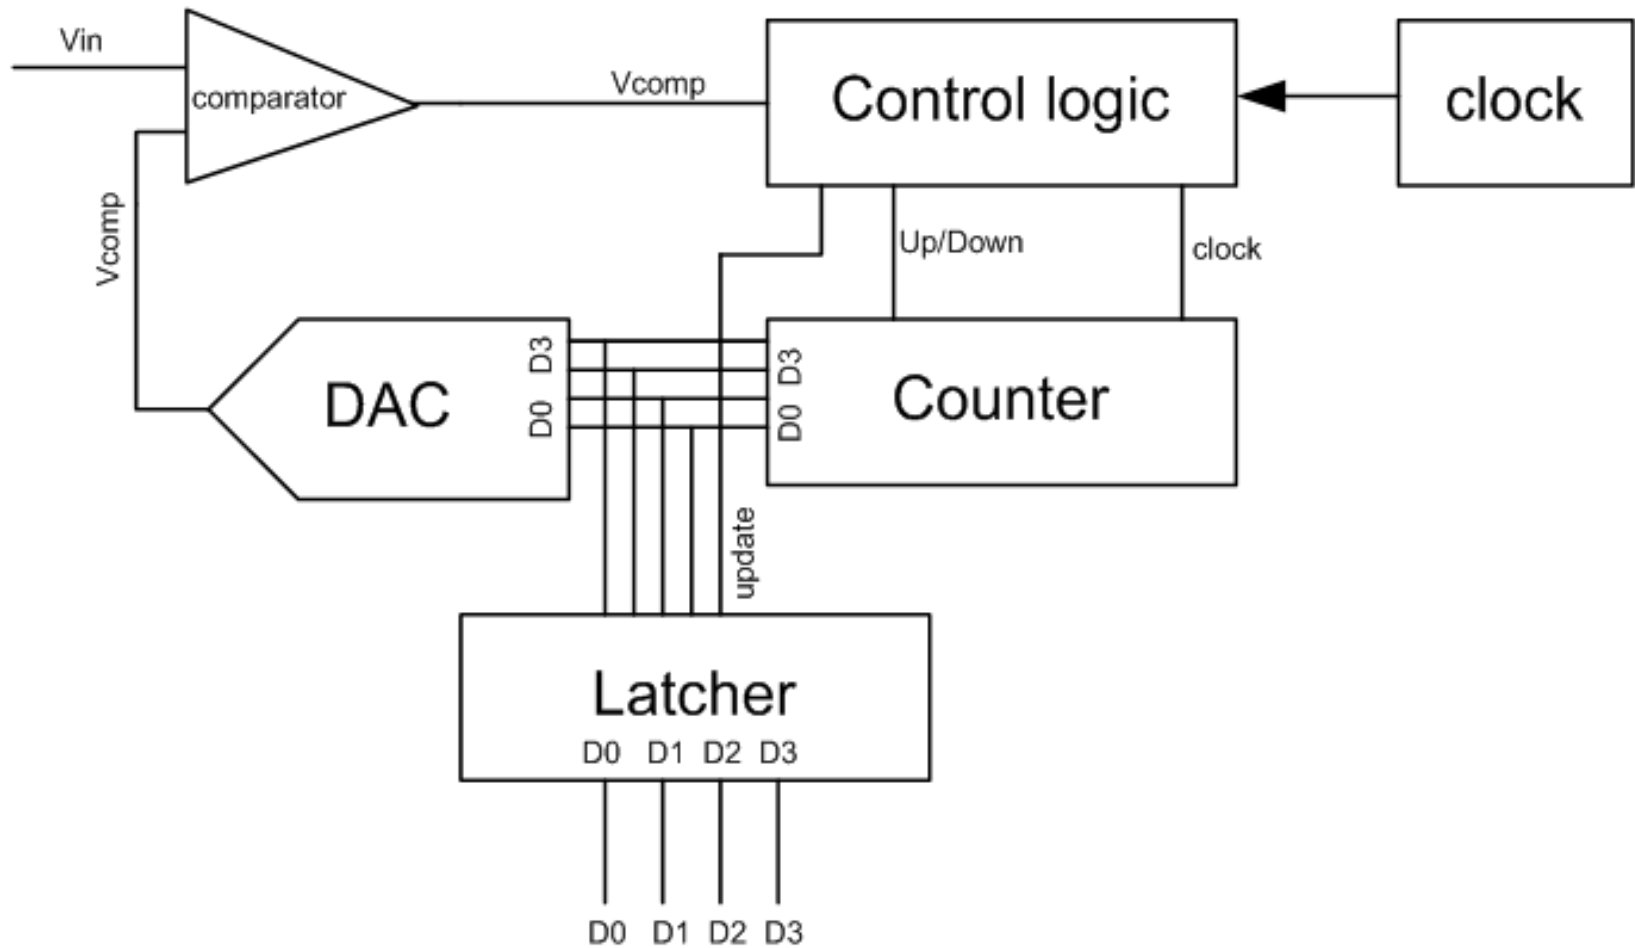 Vin
comparator
Vcomp
Control logic
clock
Vcomp
Up/Down
clock
DAC
D3
D0
D3
D0
Counter
update
Latcher
D0 D1 D2 D3
D0 D1 D2 D3